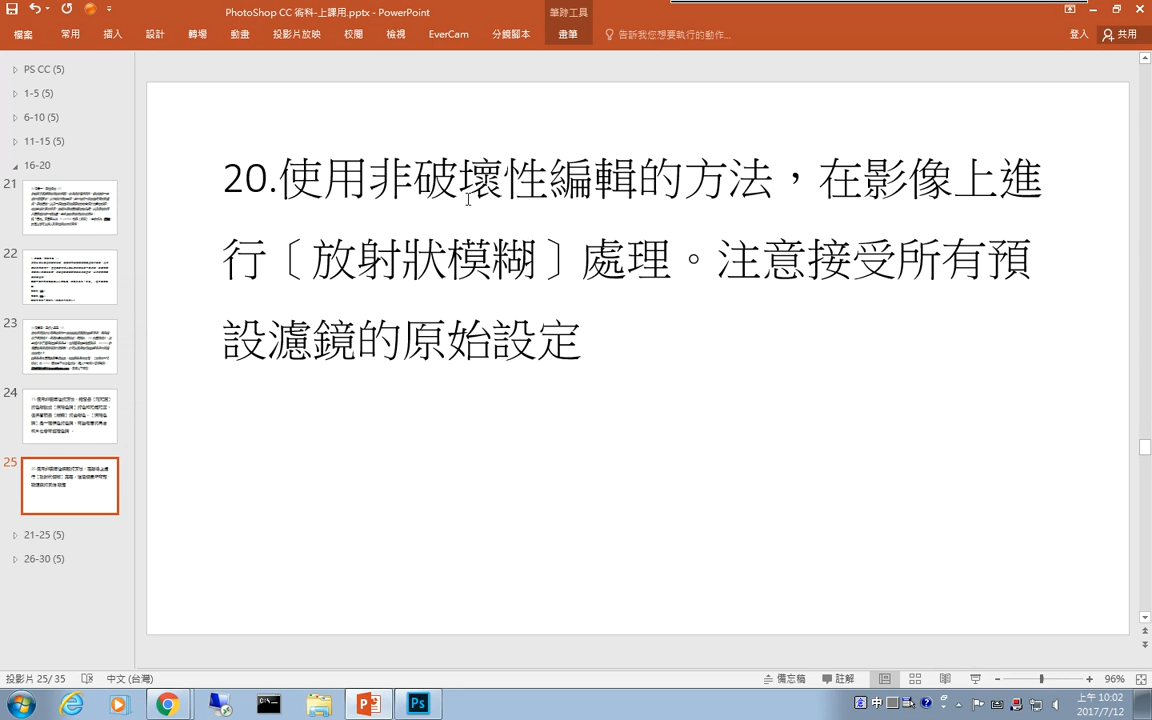 PhotoShop CC 術科-上課用.pptx - PowerPoint
筆跡工具
檔案 常用 插入 設計 轉場 動畫 投影片放映 校閱 檢視 EverCam 分鏡腳本 畫筆 告訴我您想要執行的動作... 登入 共用
PS CC (5)
1-5 (5)
6-10 (5)
11-15 (5)
16-20
21
22
23
24
25
21-25 (5)
26-30 (5)
20.使用非破壞性編輯的方法，在影像上進
行〔放射狀模糊〕處理。注意接受所有預
設濾鏡的原始設定
投影片 25/ 35 中文 (台灣) 備忘稿 註解 96%
中
上午 10:02
2017/7/12